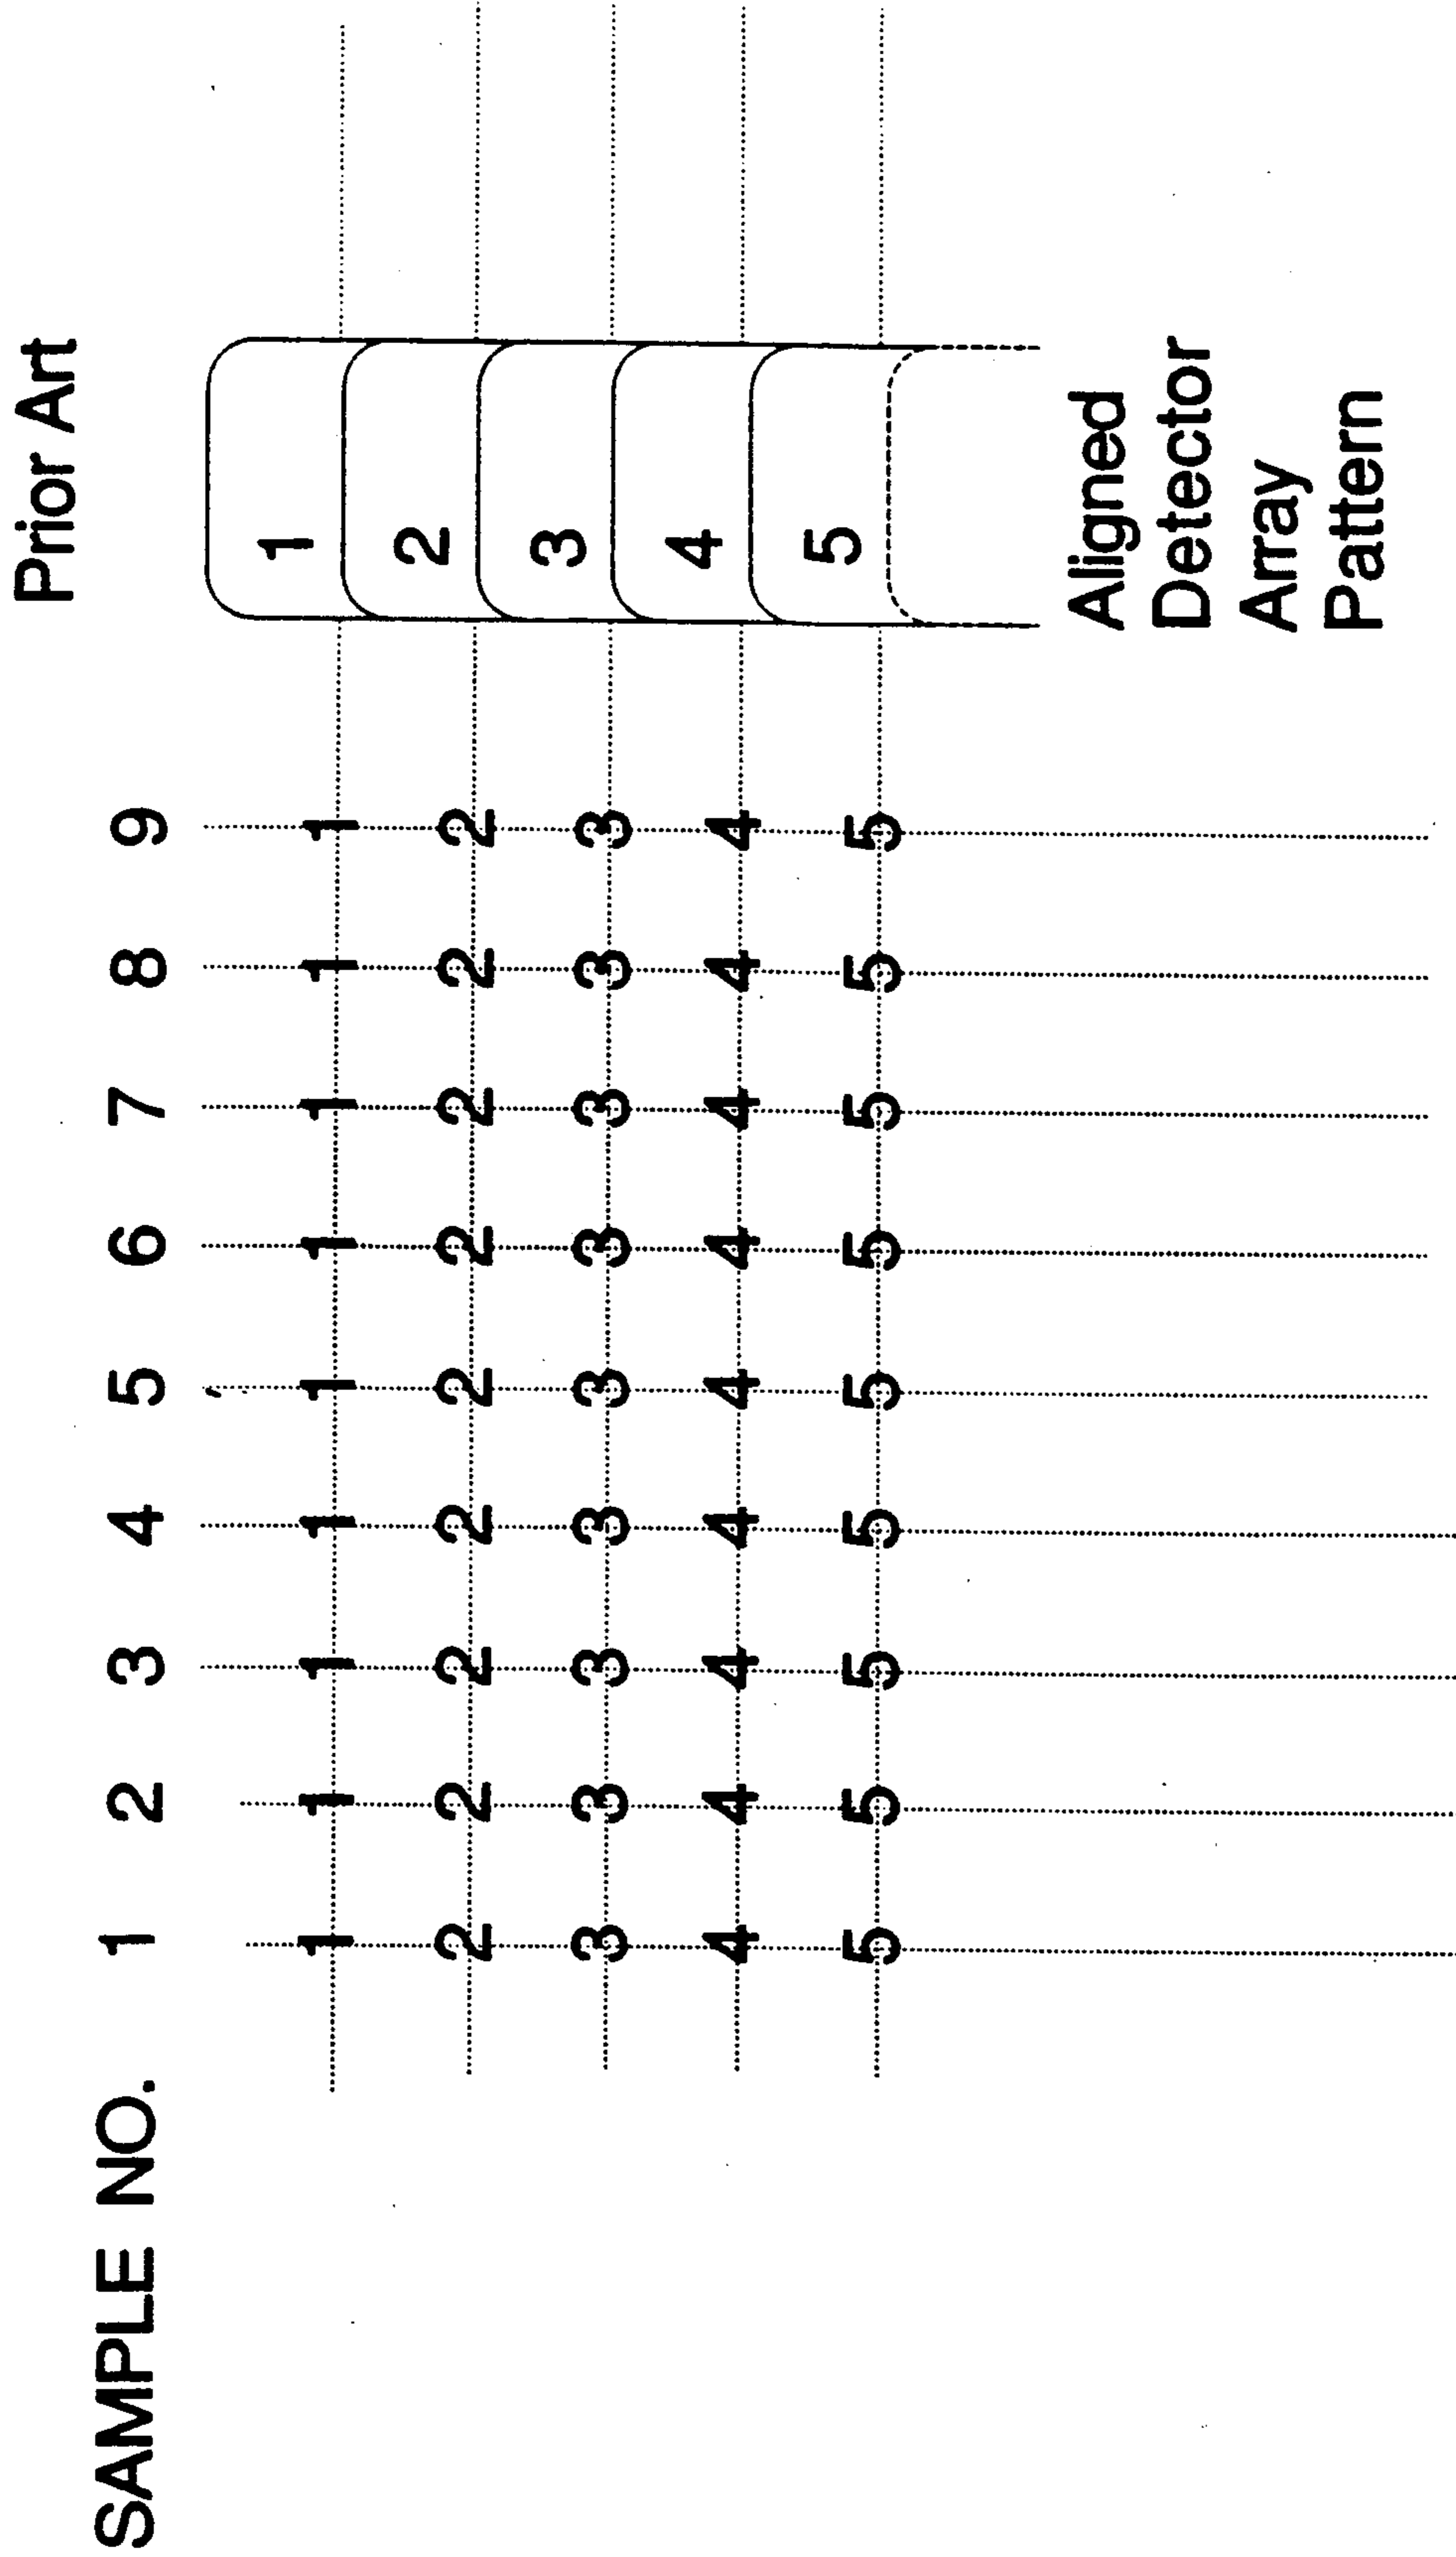 Prior Art
SAMPLE NO. 1 2 3 4 5 6 7 8 9
1 1 1 1 1 1 1 1 1 1
2 2 2 2 2 2 2 2 2 2
3 3 3 3 3 3 3 3 3 3
4 4 4 4 4 4 4 4 4 4
5 5 5 5 5 5 5 5 5 5
Aligned
Detector
Array
Pattern